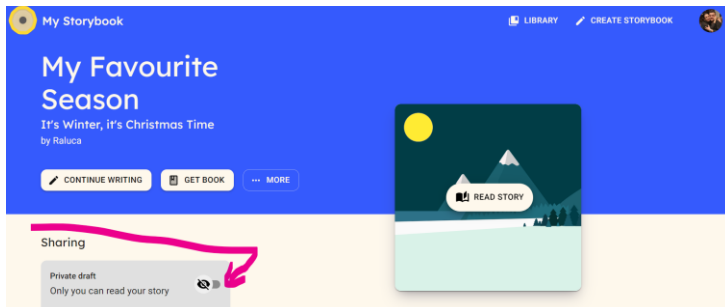 My Storybook
LIBRARY
CREATE STORYBOOK
My Favourite
Season
It's Winter, it's Christmas Time
by Raluca
CONTINUE WRITING
GET BOOK
MORE
READ STORY
Sharing
Private draft
Only you can read your story